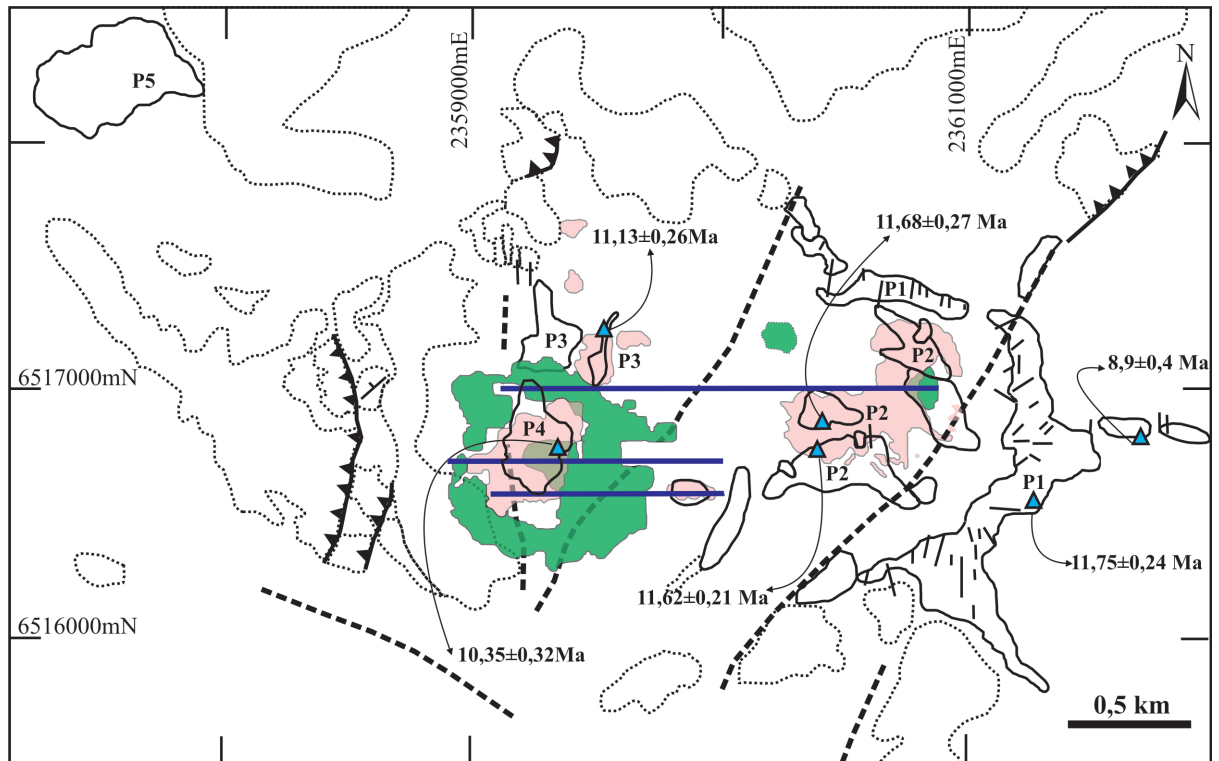 2359000mE
2361000mE
N
P5
11,13±0,26Ma
11,68±0,27 Ma
P1
P3
P3
P2
8,9±0,4 Ma
6517000mN
P4
P2
P2
P1
11,75±0,24 Ma
11,62±0,21 Ma
6516000mN
10,35±0,32Ma
0,5 km